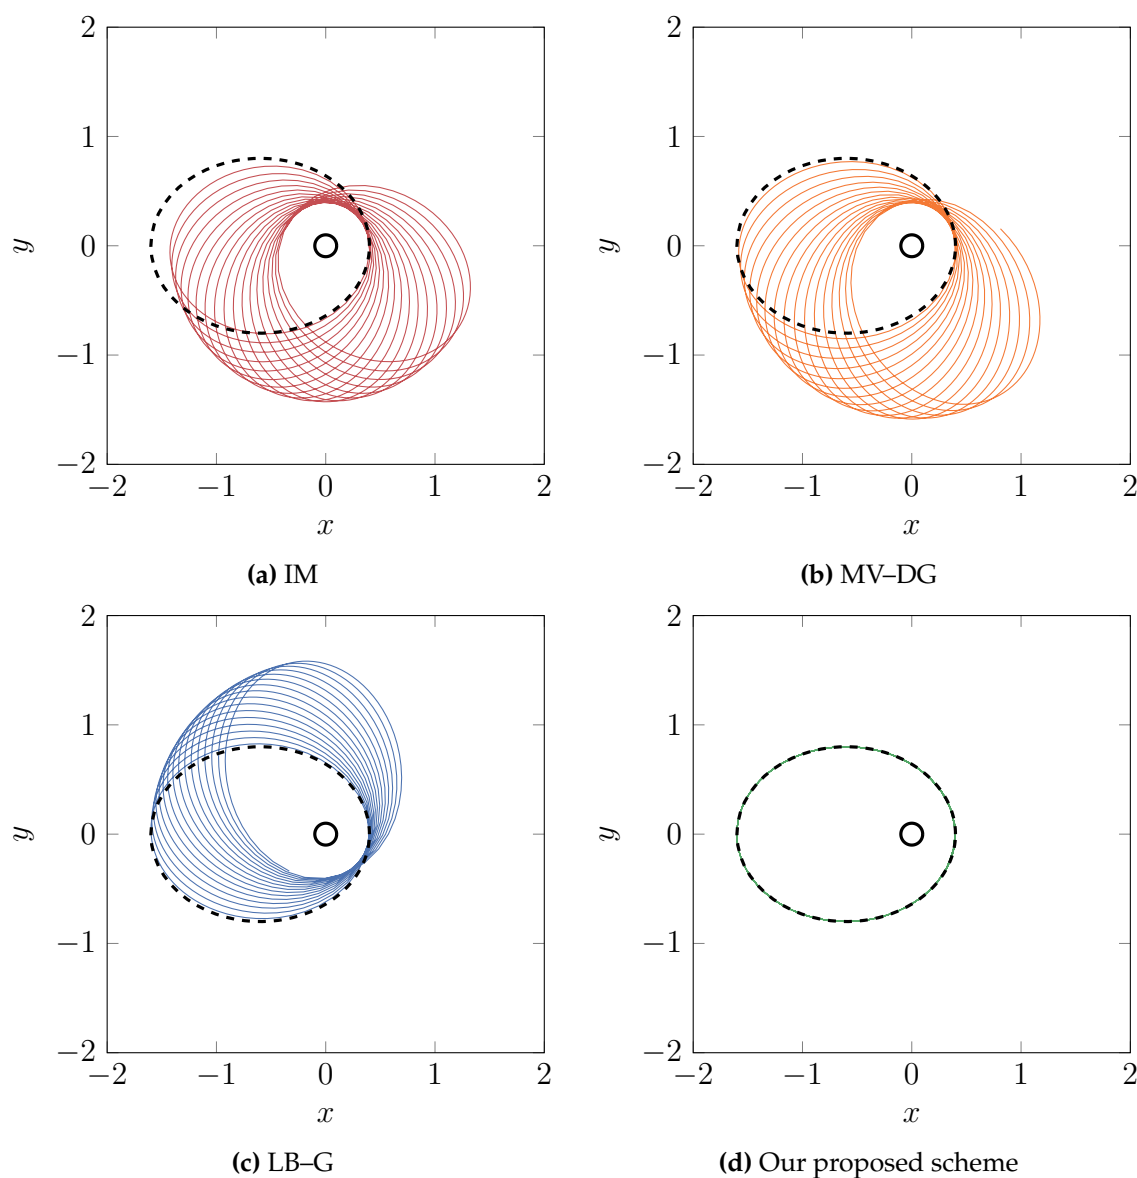 2 2
1 1
y 0 y 0
−1 −1
−2 −2
−2 −1 0 1 2 −2 −1 0 1 2
x x
(a) IM (b) MV–DG
2 2
1 1
y 0 y 0
−1 −1
−2 −2
−2 −1 0 1 2 −2 −1 0 1 2
x x
(c) LB–G (d) Our proposed scheme